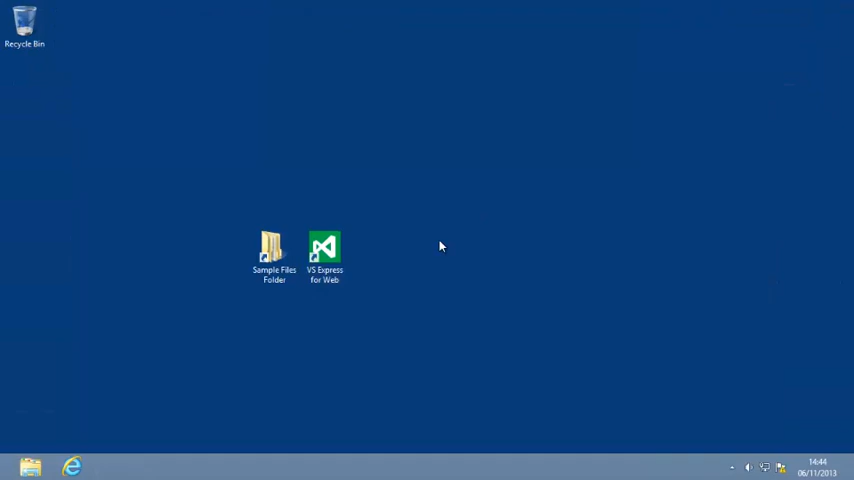 Recycle Bin
Sample Files
Folder
VS Express
for Web
14:44
06/11/2013